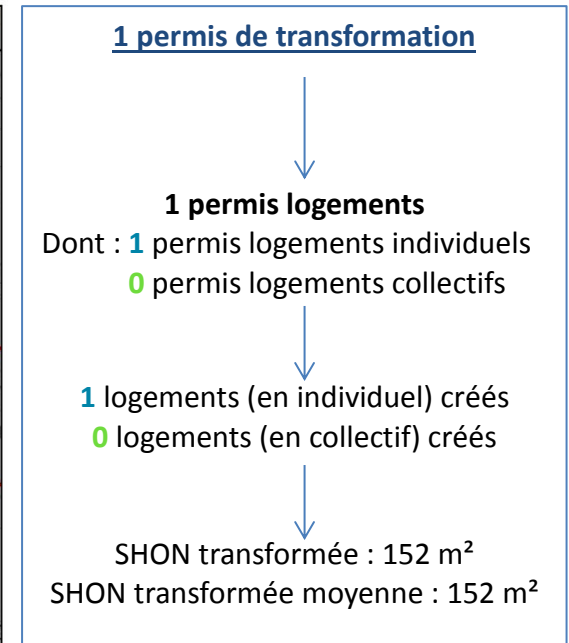 1 permis de transformation
1 permis logements
Dont : 1 permis logements individuels
0 permis logements collectifs
1 logements (en individuel) créés
0 logements (en collectif) créés
SHON transformée : 152 m²
SHON transformée moyenne : 152 m²